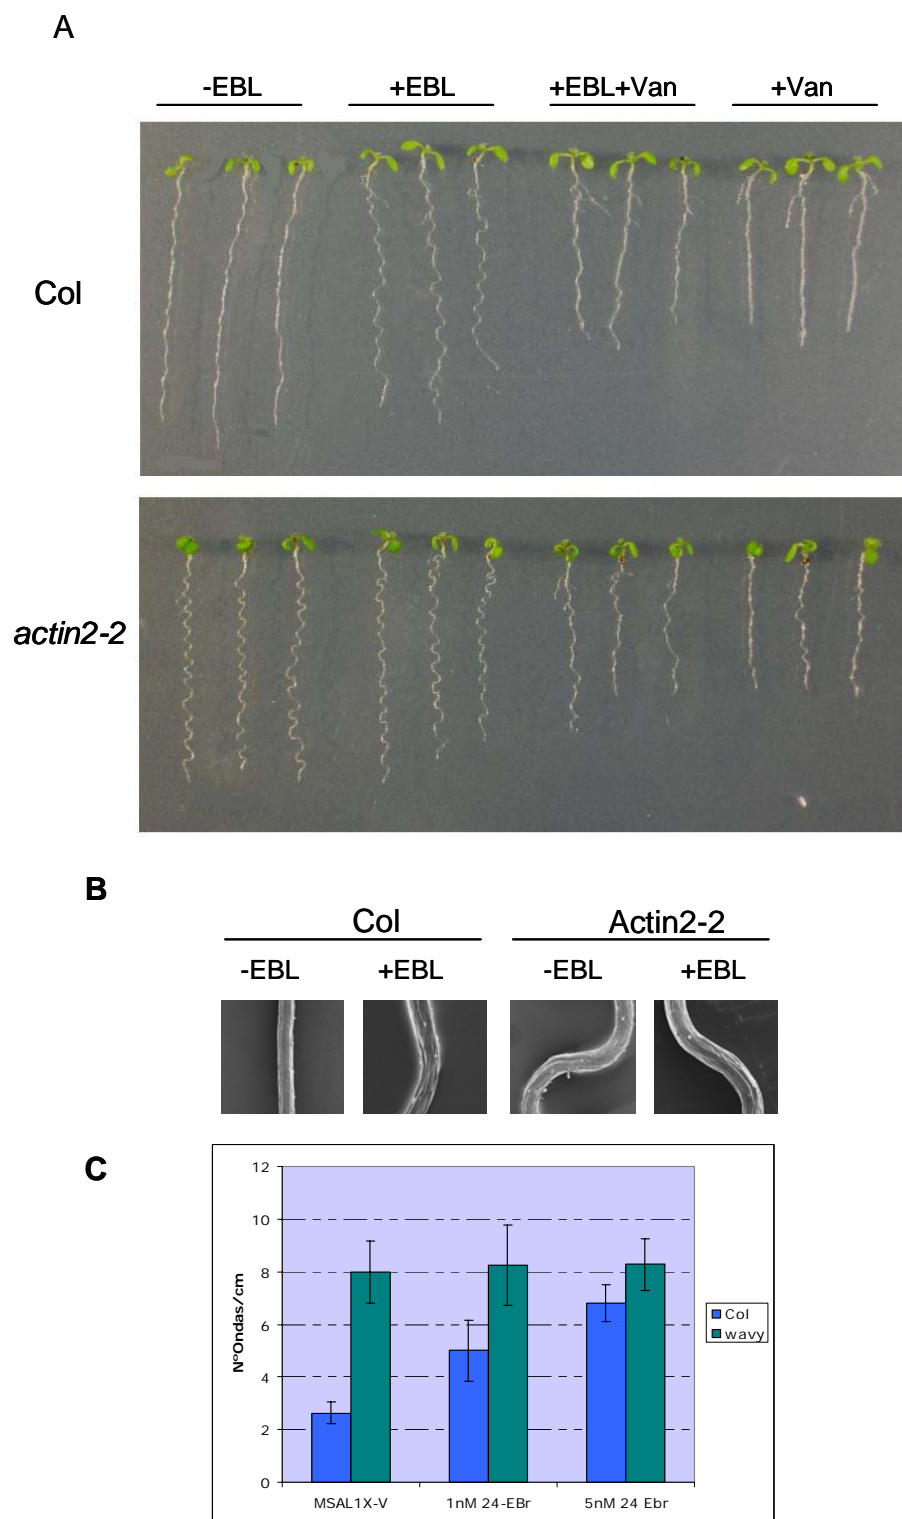 A
-EBL +EBL +EBL+Van +Van
Col
actin2-2
B
Col Actin2-2
-EBL +EBL -EBL +EBL
C
12
10
8
6
4
2
0
NºOndas/cm
MSAL1X-V 1nM 24-EBr 5nM 24 Ebr
Col
wavy